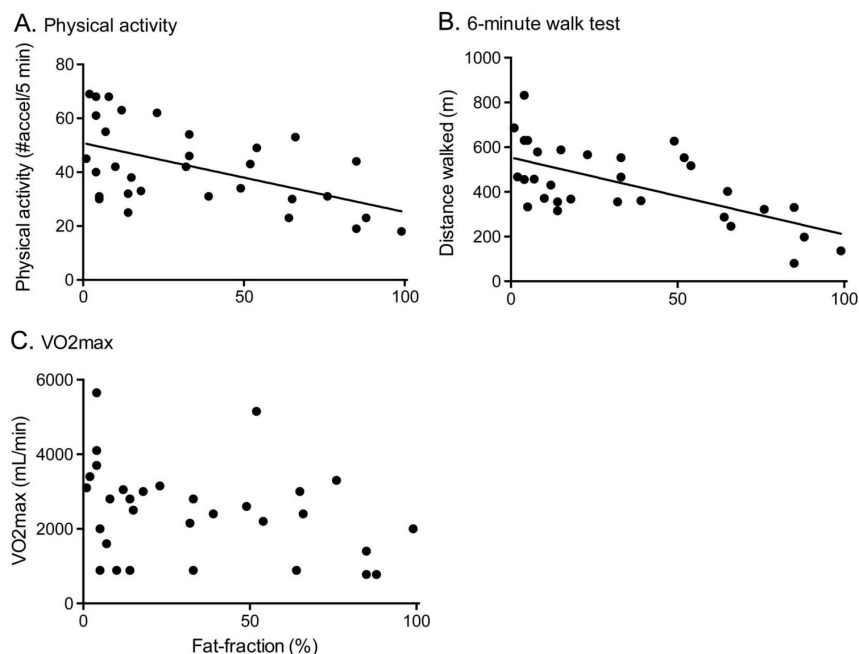 A. Physical activity
Physical activity (#accel/5 min)
80
60
40
20
0
0 50 100
B. 6-minute walk test
Distance walked (m)
1000
800
600
400
200
0
0 50 100
C. VO2max
VO2max (mL/min)
6000
4000
2000
0
0 50 100
Fat-fraction (%)